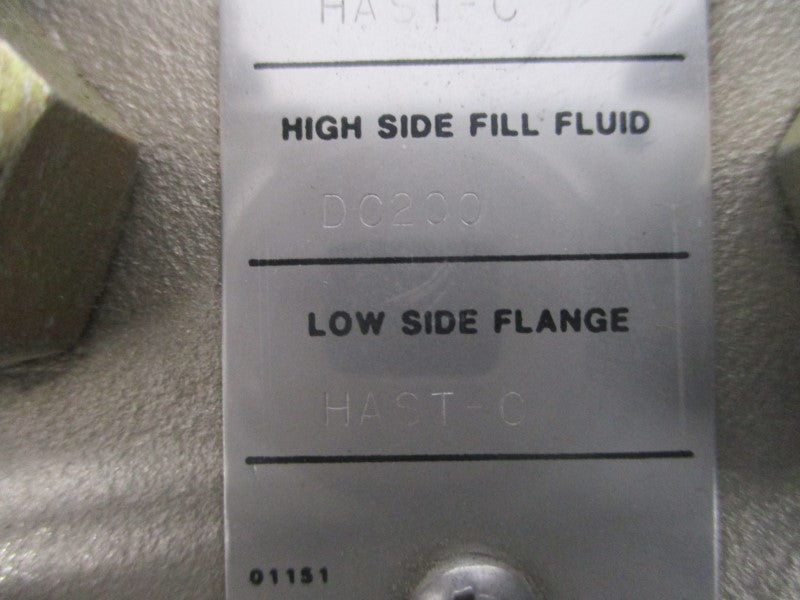 HAST-C
HIGH SIDE FILL FLUID
DC200
LOW SIDE FLANGE
HAST-C
01151